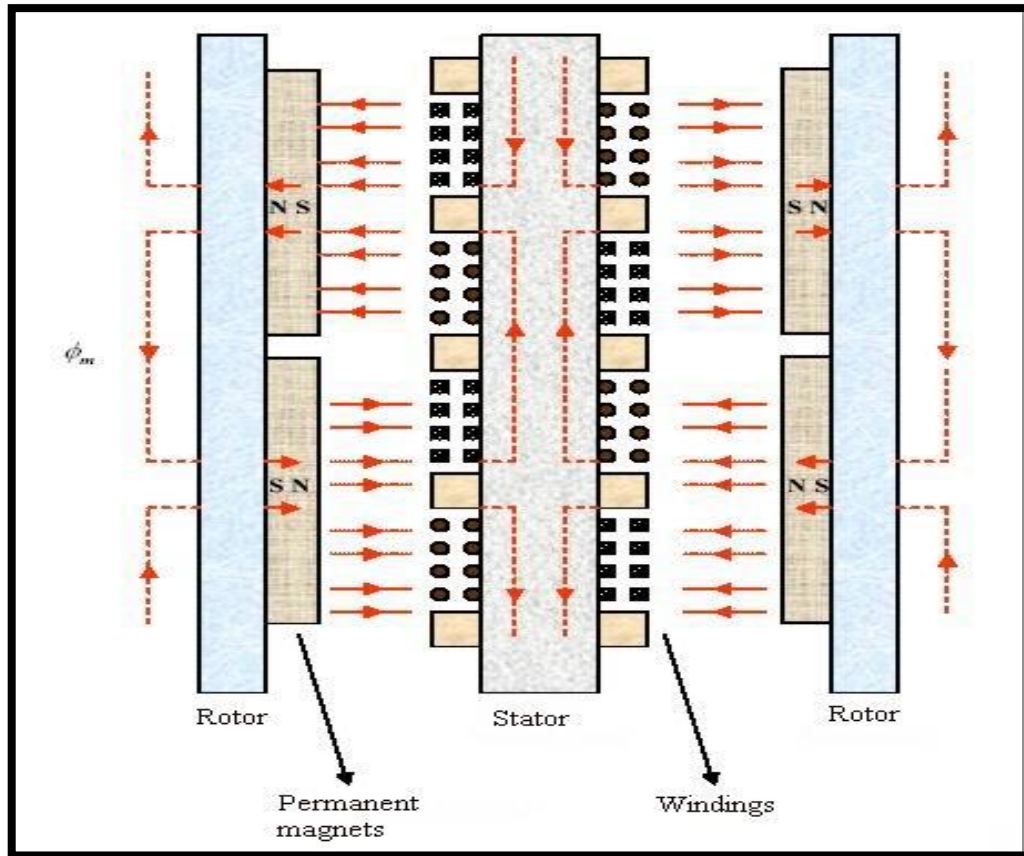 N S
S N
ϕm
S N
N S
Rotor
Stator
Rotor
Permanent
magnets
Windings